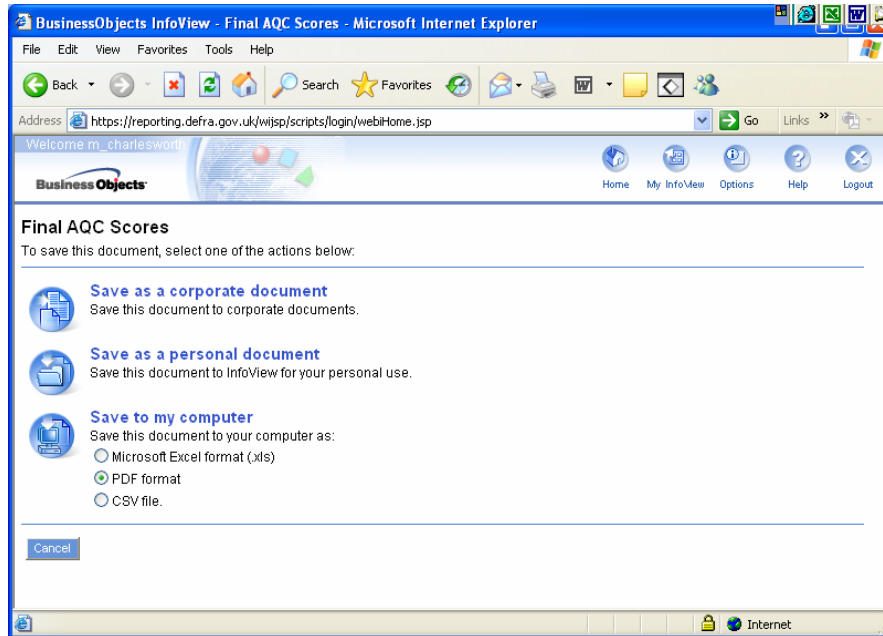 BusinessObjects InfoView - Final AQC Scores - Microsoft Internet Explorer
File Edit View Favorites Tools Help
Back Search Favorites
Address https://reporting.defra.gov.uk/wijsp/scripts/login/webiHome.jsp Go Links »
Welcome m_charlesworth
Business Objects
Home My InfoView Options Help Logout
Final AQC Scores
To save this document, select one of the actions below:
Save as a corporate document
Save this document to corporate documents.
Save as a personal document
Save this document to InfoView for your personal use.
Save to my computer
Save this document to your computer as:
Microsoft Excel format (.xls)
PDF format
CSV file.
Cancel
Internet